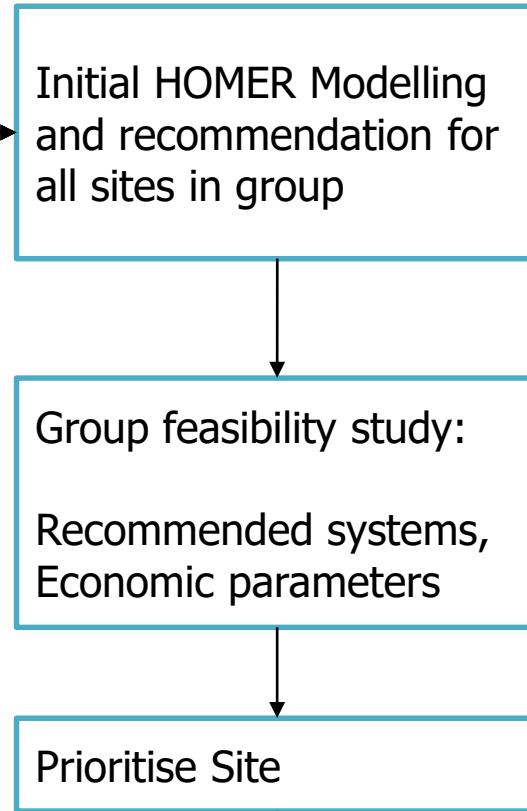 Initial HOMER Modelling
and recommendation for
all sites in group
Group feasibility study:
Recommended systems,
Economic parameters
Prioritise Site